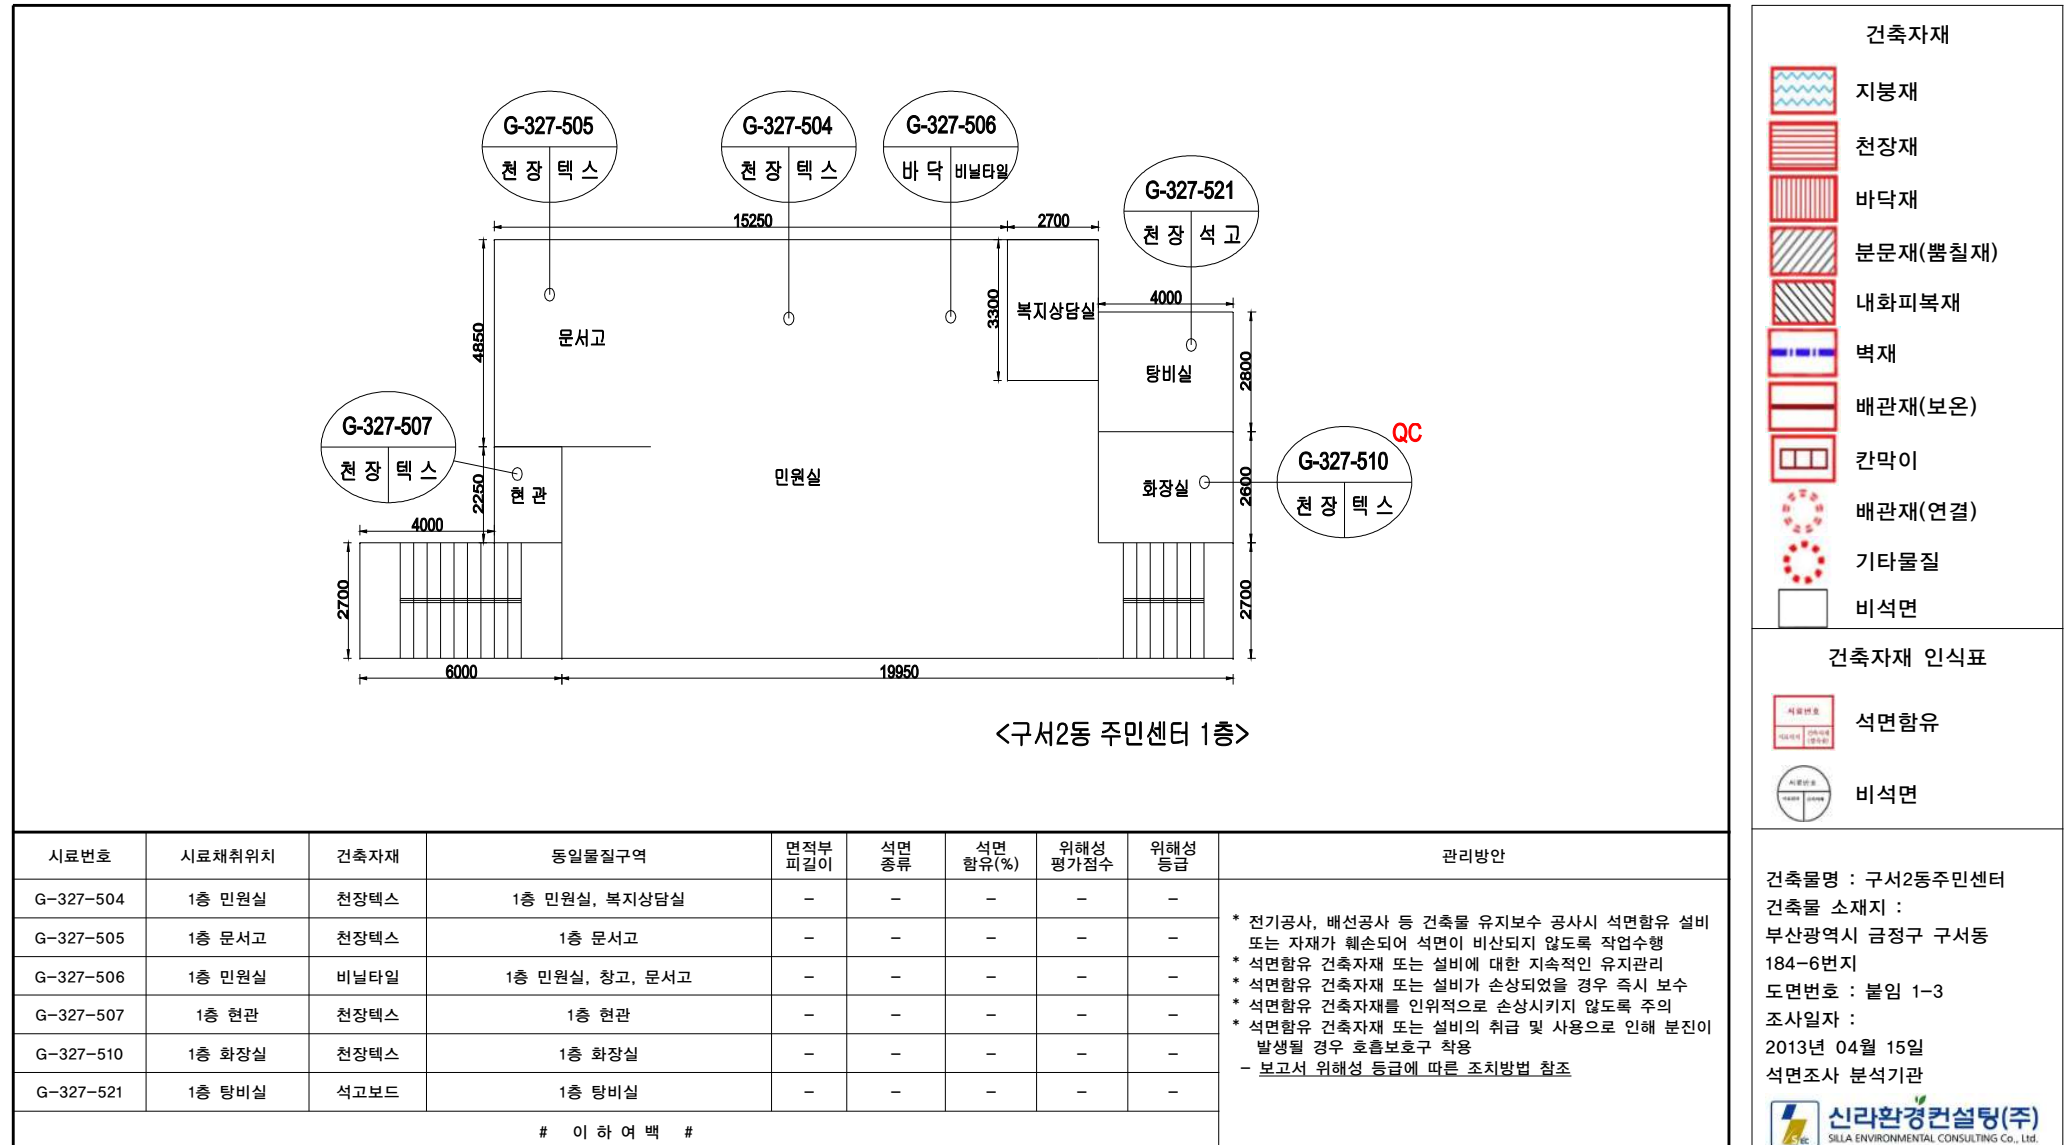 G-327-505
천 장 텍 스
G-327-504
천 장 텍 스
G-327-506
바 닥 비닐타일
G-327-521
천 장 석 고
15250
2700
4000
4850
3300
2800
문서고
복지상담실
탕비실
G-327-507
천 장 텍 스
QC
G-327-510
천 장 텍 스
2250
2600
현 관
민원실
화장실
4000
2700
2700
6000
19950
<구서2동 주민센터 1층>
시료번호 시료채취위치 건축자재 동일물질구역 면적부피길이 석면종류 석면함유(%) 위해성평가점수 위해성등급 관리방안
G-327-504 1층 민원실 천장텍스 1층 민원실, 복지상담실 - - - - -
G-327-505 1층 문서고 천장텍스 1층 문서고 - - - - -
G-327-506 1층 민원실 비닐타일 1층 민원실, 창고, 문서고 - - - - -
G-327-507 1층 현관 천장텍스 1층 현관 - - - - -
G-327-510 1층 화장실 천장텍스 1층 화장실 - - - - -
G-327-521 1층 탕비실 석고보드 1층 탕비실 - - - - -
# 이 하 여 백 #
* 전기공사, 배선공사 등 건축물 유지보수 공사시 석면함유 설비
또는 자재가 훼손되어 석면이 비산되지 않도록 작업수행
* 석면함유 건축자재 또는 설비에 대한 지속적인 유지관리
* 석면함유 건축자재 또는 설비가 손상되었을 경우 즉시 보수
* 석면함유 건축자재를 인위적으로 손상시키지 않도록 주의
* 석면함유 건축자재 또는 설비의 취급 및 사용으로 인해 분진이
발생될 경우 호흡보호구 착용
- 보고서 위해성 등급에 따른 조치방법 참조
건축자재
지붕재
천장재
바닥재
분문재(뿜칠재)
내화피복재
벽재
배관재(보온)
칸막이
배관재(연결)
기타물질
비석면
건축자재 인식표
시료번호
석면함유
비석면
건축물명 : 구서2동주민센터
건축물 소재지 :
부산광역시 금정구 구서동
184-6번지
도면번호 : 붙임 1-3
조사일자 :
2013년 04월 15일
석면조사 분석기관
신라환경컨설팅(주)
SILLA ENVIRONMENTAL CONSULTING Co., Ltd.